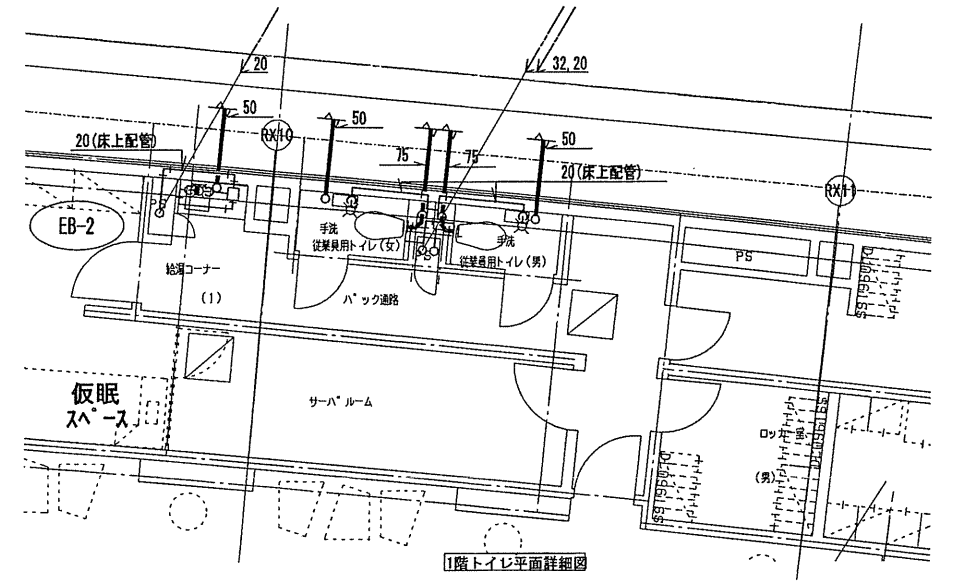 20
32,20
50
50
50
RX10
75
75
20(床上配管)
20(床上配管)
RX11
EB-2
手洗
従業員用トイレ(女)
手洗
従業員用トイレ(男)
PS
PS
給湯コーナー
(1)
バック通路
仮眠
スペース
サーバルーム
ロッカー室
(男)
1階トイレ平面詳細図